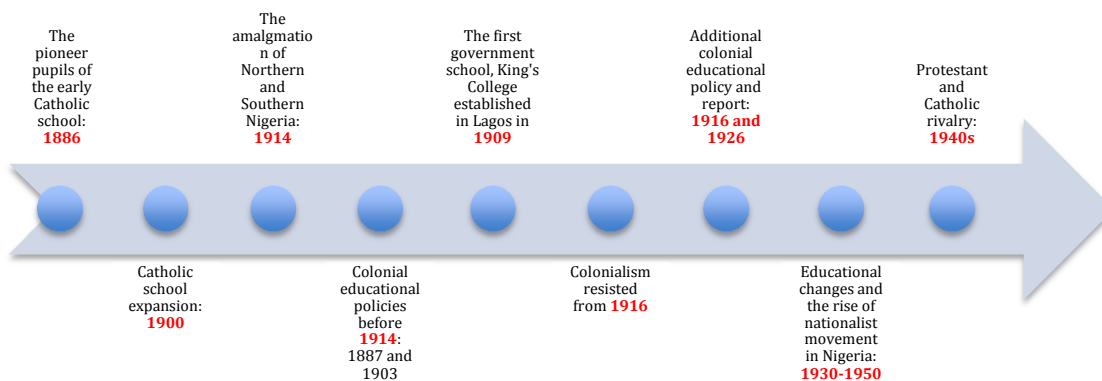 The
pioneer
pupils of
the early
Catholic
school:
1886
Catholic
school
expansion:
1900
The
amalgmatio
n of
Northern
and
Southern
Nigeria:
1914
Colonial
educational
policies
before
1914:
1887 and
1903
The first
government
school, King's
College
established
in Lagos in
1909
Colonialism
resisted
from 1916
Additional
colonial
educational
policy and
report:
1916 and
1926
Educational
changes and
the rise of
nationalist
movement
in Nigeria:
1930-1950
Protestant
and
Catholic
rivalry:
1940s